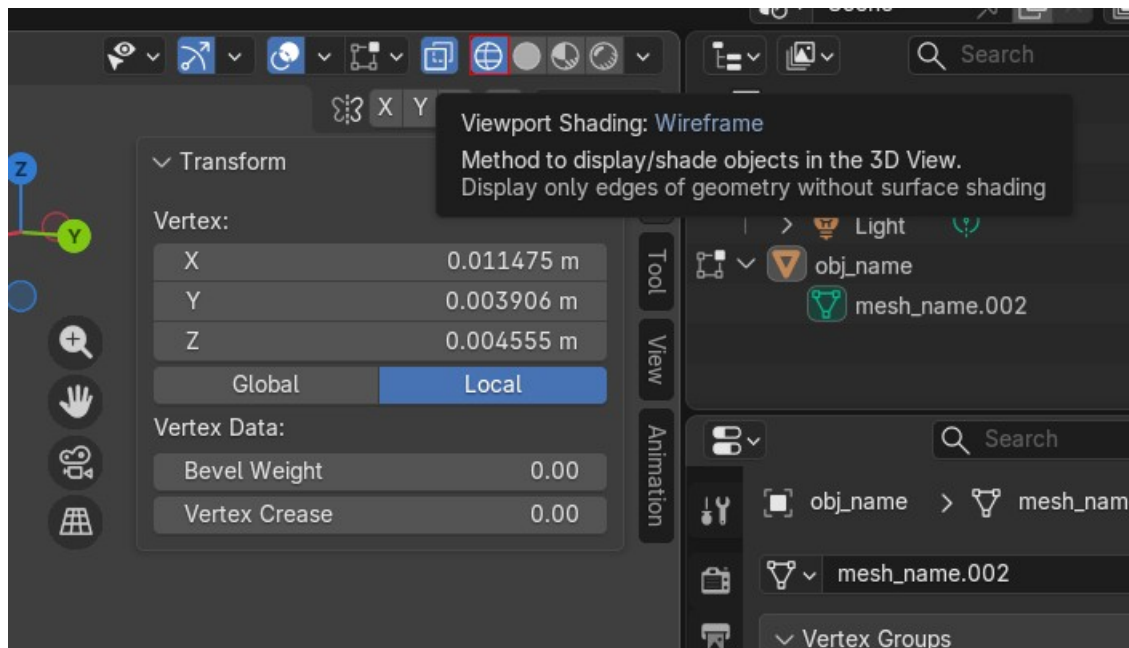 Search
X Y
Viewport Shading: Wireframe
Method to display/shade objects in the 3D View.
Display only edges of geometry without surface shading
Transform
Z
Y
Vertex:
X 0.011475 m
Y 0.003906 m
Z 0.004555 m
Global Local
Vertex Data:
Bevel Weight 0.00
Vertex Crease 0.00
Tool
View
Animation
Light
obj_name
mesh_name.002
Search
obj_name > mesh_nam
mesh_name.002
Vertex Groups